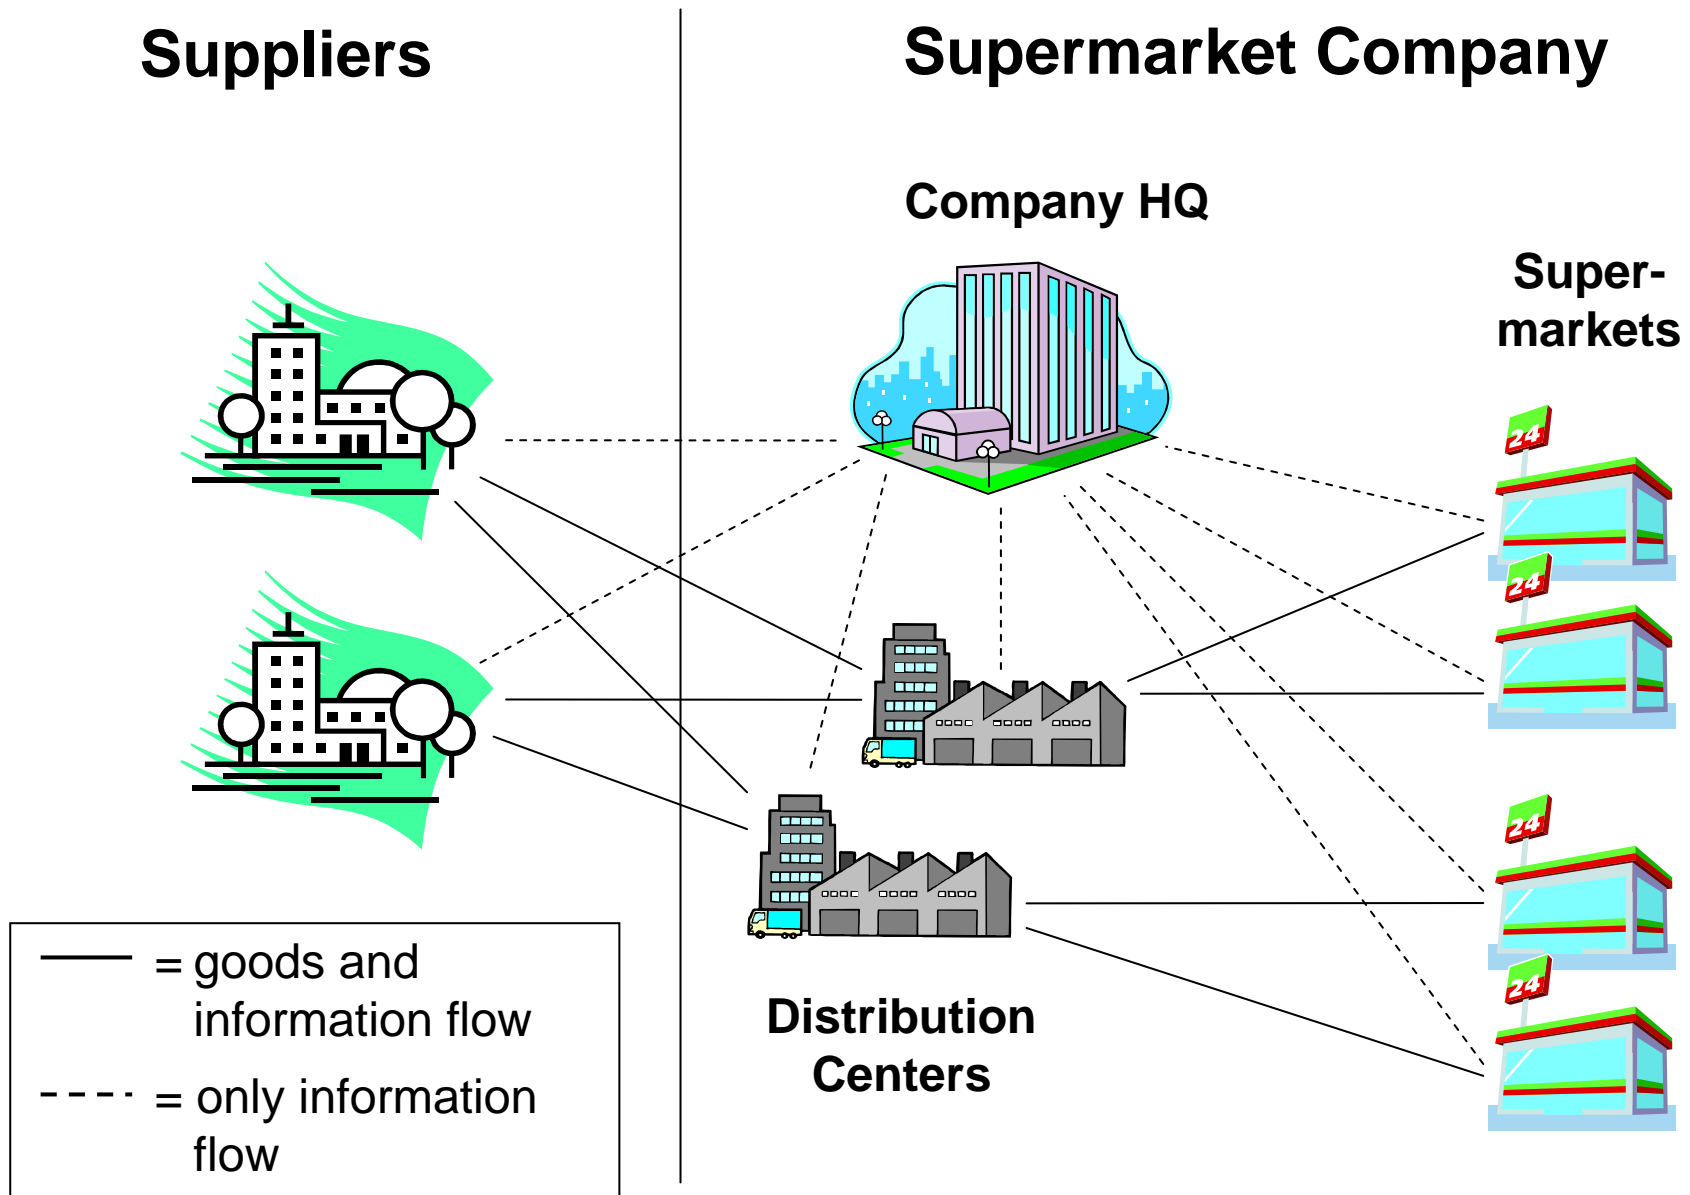 Suppliers
Supermarket Company
Company HQ
Super-
markets
24
24
24
24
Distribution
Centers
= goods and
information flow
= only information
flow